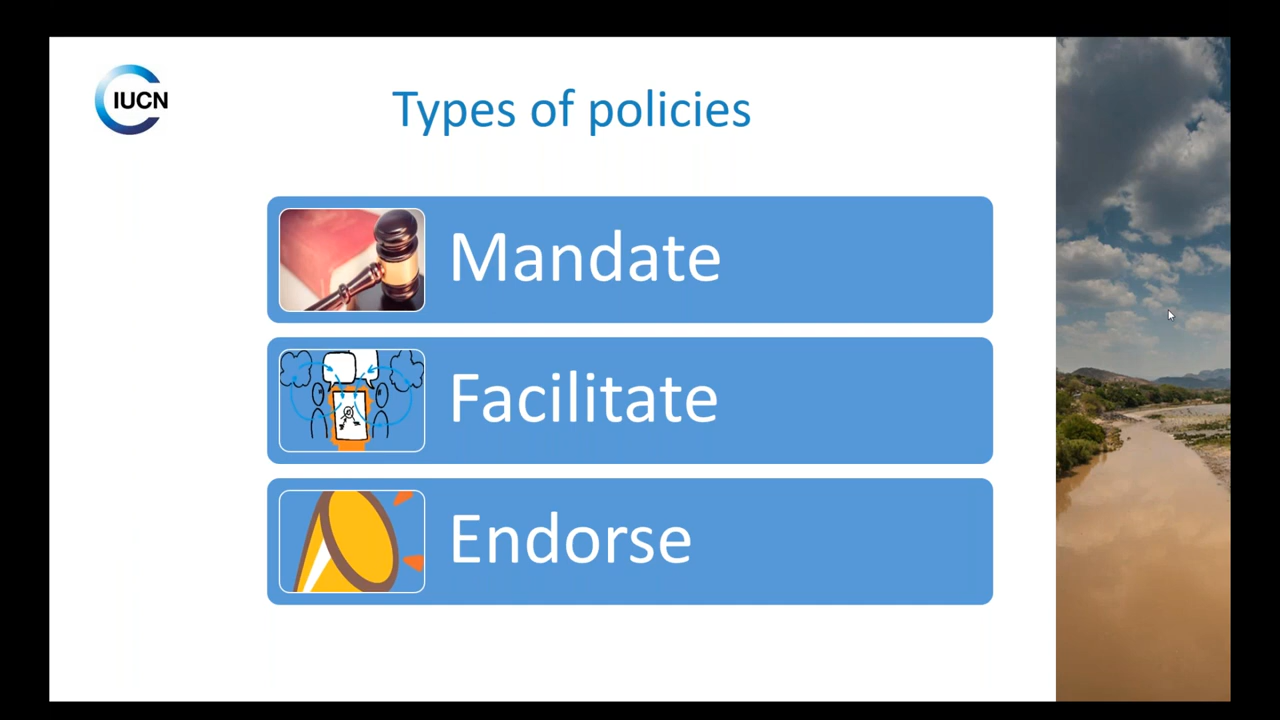 IUCN
Types of policies
Mandate
Facilitate
Endorse